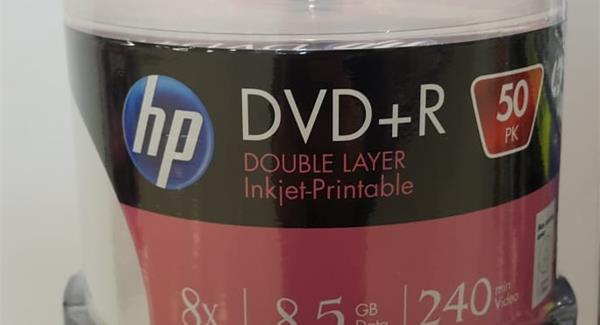 hp
DVD+R
50
PK
DOUBLE LAYER
Inkjet-Printable
8x
8.5 GB
Data
240 min
Video